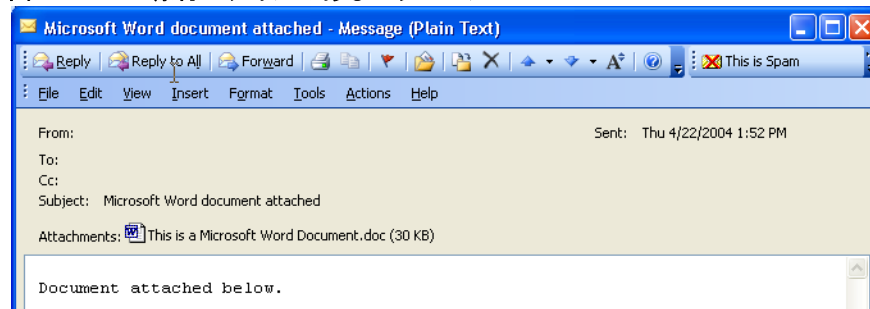 Microsoft Word document attached - Message (Plain Text)
Reply Reply to All Forward This is Spam
File Edit View Insert Format Tools Actions Help
From: Sent: Thu 4/22/2004 1:52 PM
To:
Cc:
Subject: Microsoft Word document attached
Attachments: This is a Microsoft Word Document.doc (30 KB)
Document attached below.